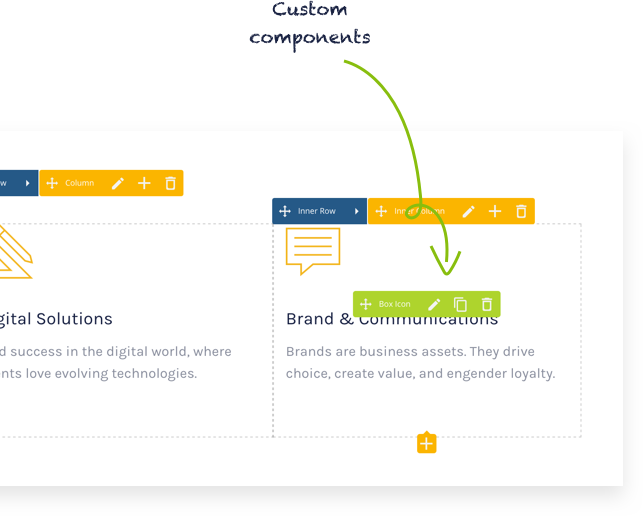 Custom
components
w
Column
Inner Row
Inner Column
Box Icon
gital Solutions
Brand & Communications
d success in the digital world, where
nts love evolving technologies.
Brands are business assets. They drive
choice, create value, and engender loyalty.